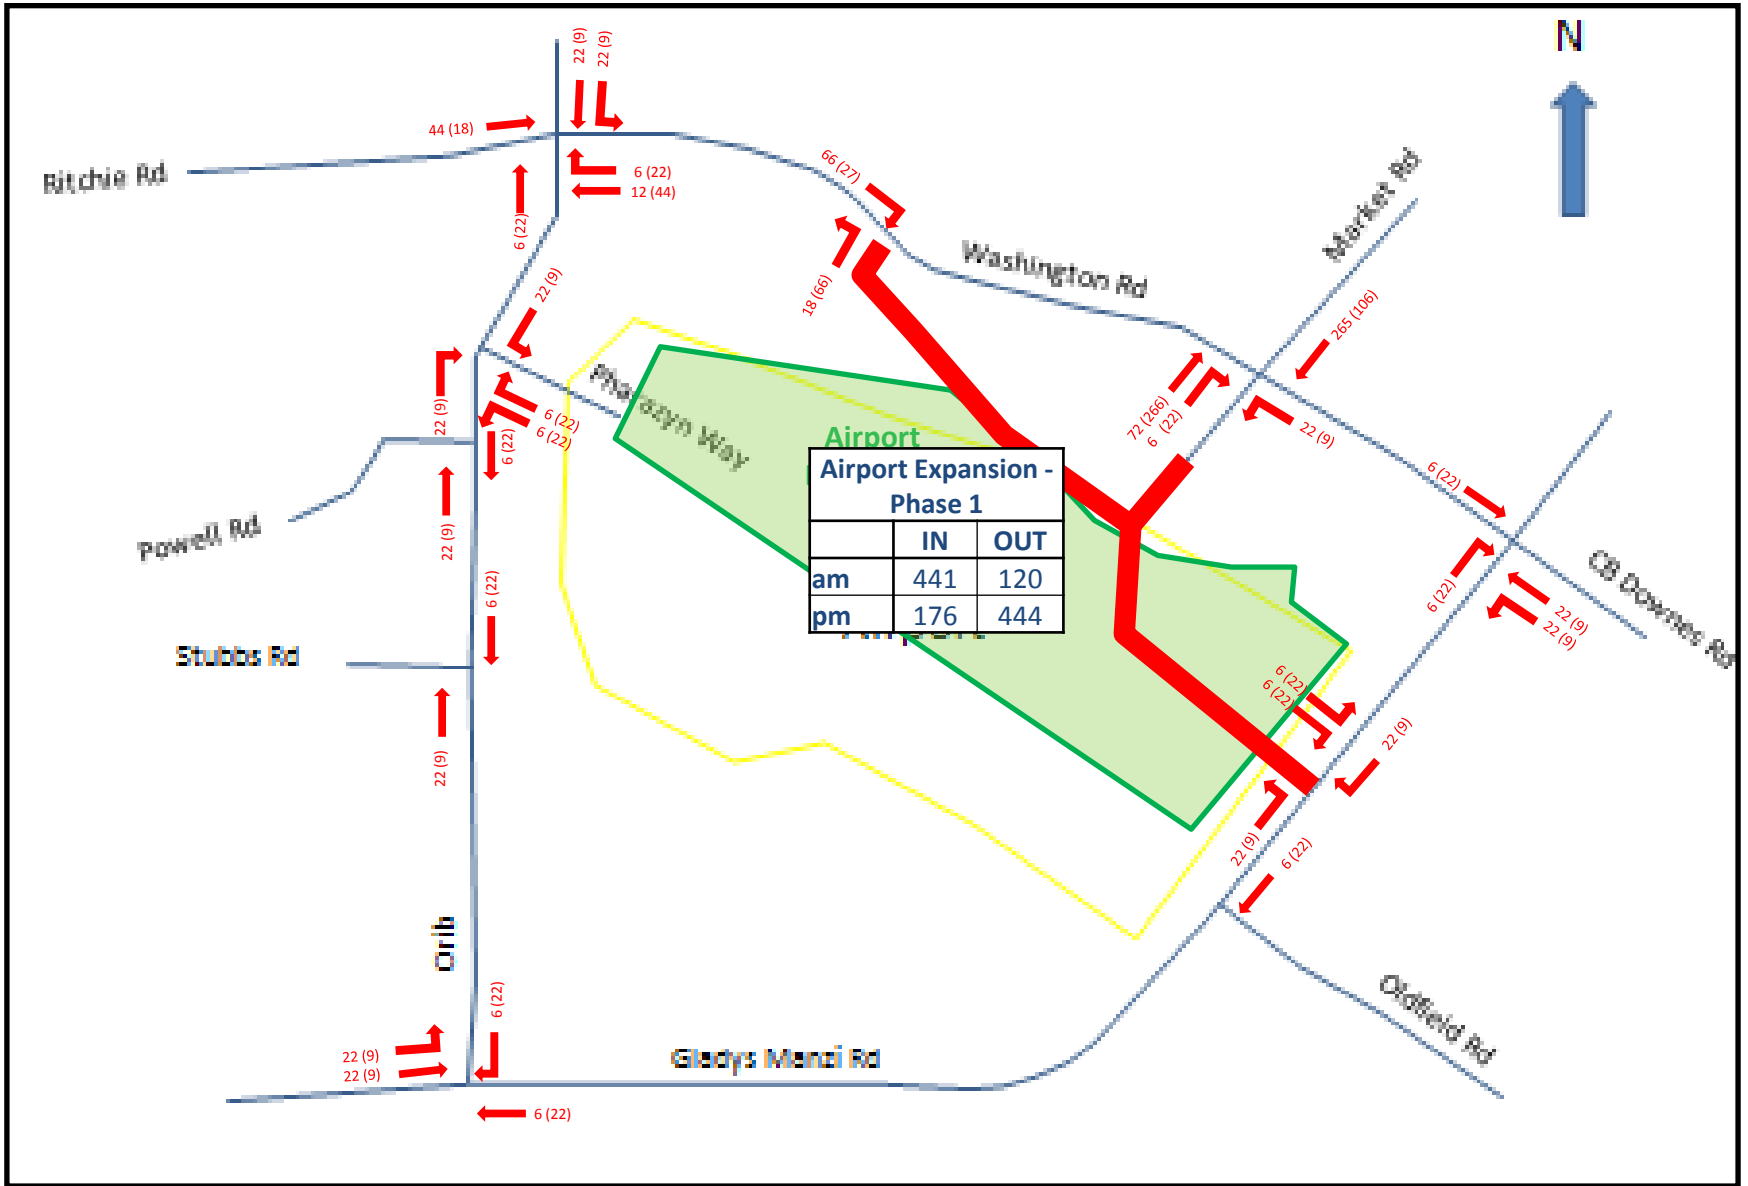 N
22 (9)
22 (9)
44 (18)
Ritchie Rd
6 (22)
12 (44)
6 (22)
66 (27)
18 (66)
Washington Rd
Market Rd
265 (106)
22 (9)
Pharazyn Way
22 (9)
6 (22)
6 (22)
6 (22)
72 (266)
6 (22)
22 (9)
6 (22)
Airport
Airport Expansion -
Phase 1
IN OUT
am 441 120
pm 176 444
Airport
Powell Rd
22 (9)
6 (22)
Stubbs Rd
22 (9)
CB Downes Rd
6 (22)
22 (9)
22 (9)
6 (22)
6 (22)
22 (9)
22 (9)
6 (22)
Orib
Oldfield Rd
6 (22)
22 (9)
22 (9)
Gladys Manzi Rd
6 (22)